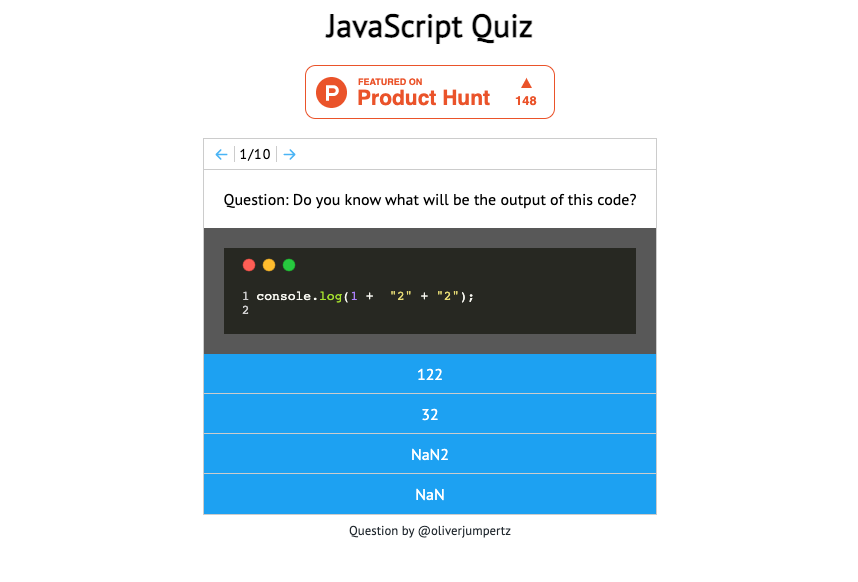 JavaScript Quiz
FEATURED ON
Product Hunt
148
1/10
Question: Do you know what will be the output of this code?
1 console.log(1 +  "2" + "2");
2
122
32
NaN2
NaN
Question by @oliverjumpertz